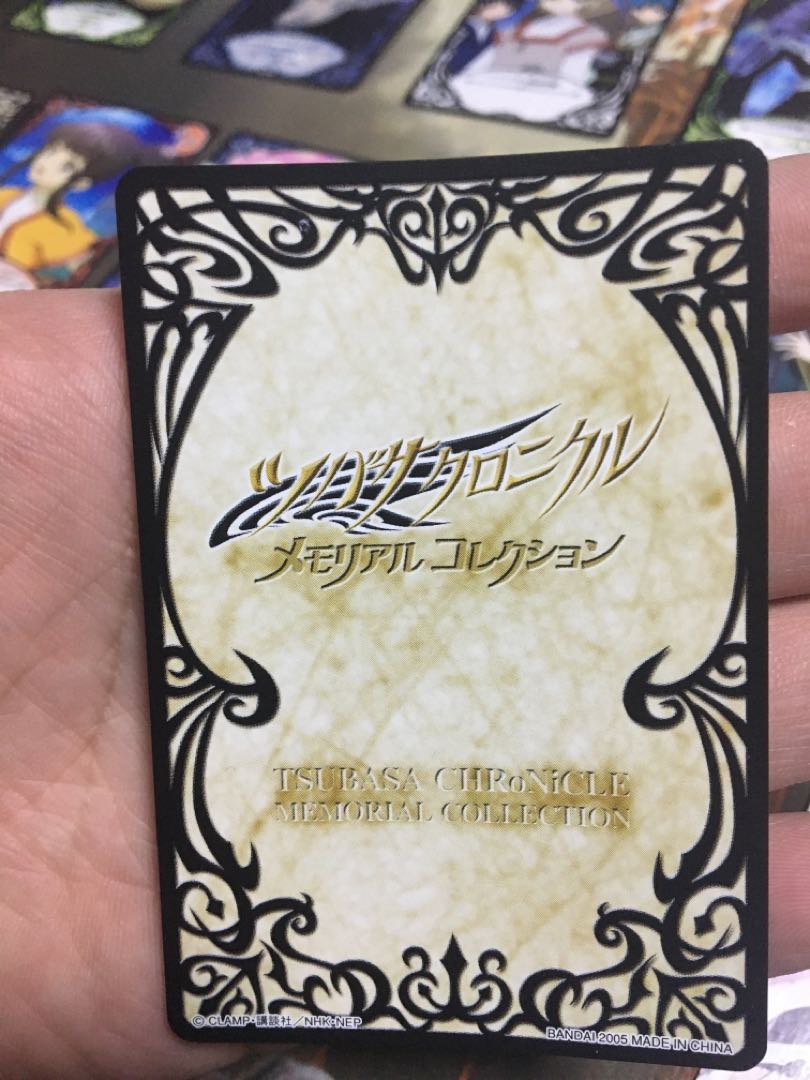 ツバサクロニクル
メモリアル コレクション
TSUBASA CHRoNiCLE
MEMORIAL COLLECTION
© CLAMP・講談社／NHK・NEP
BANDAI 2005 MADE IN CHINA